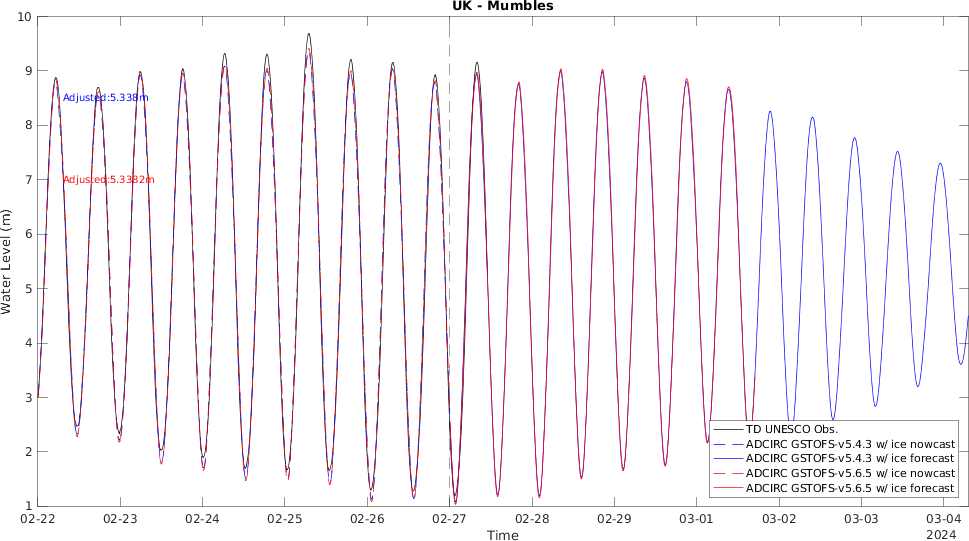 UK - Mumbles
10
9
8
7
6
5
4
3
2
1
Water Level (m)
Adjusted:5.338m
Adjusted:5.3382m
TD UNESCO Obs.
ADCIRC GSTOFS-v5.4.3 w/ ice nowcast
ADCIRC GSTOFS-v5.4.3 w/ ice forecast
ADCIRC GSTOFS-v5.6.5 w/ ice nowcast
ADCIRC GSTOFS-v5.6.5 w/ ice forecast
02-22 02-23 02-24 02-25 02-26 02-27 02-28 02-29 03-01 03-02 03-03 03-04
Time
2024